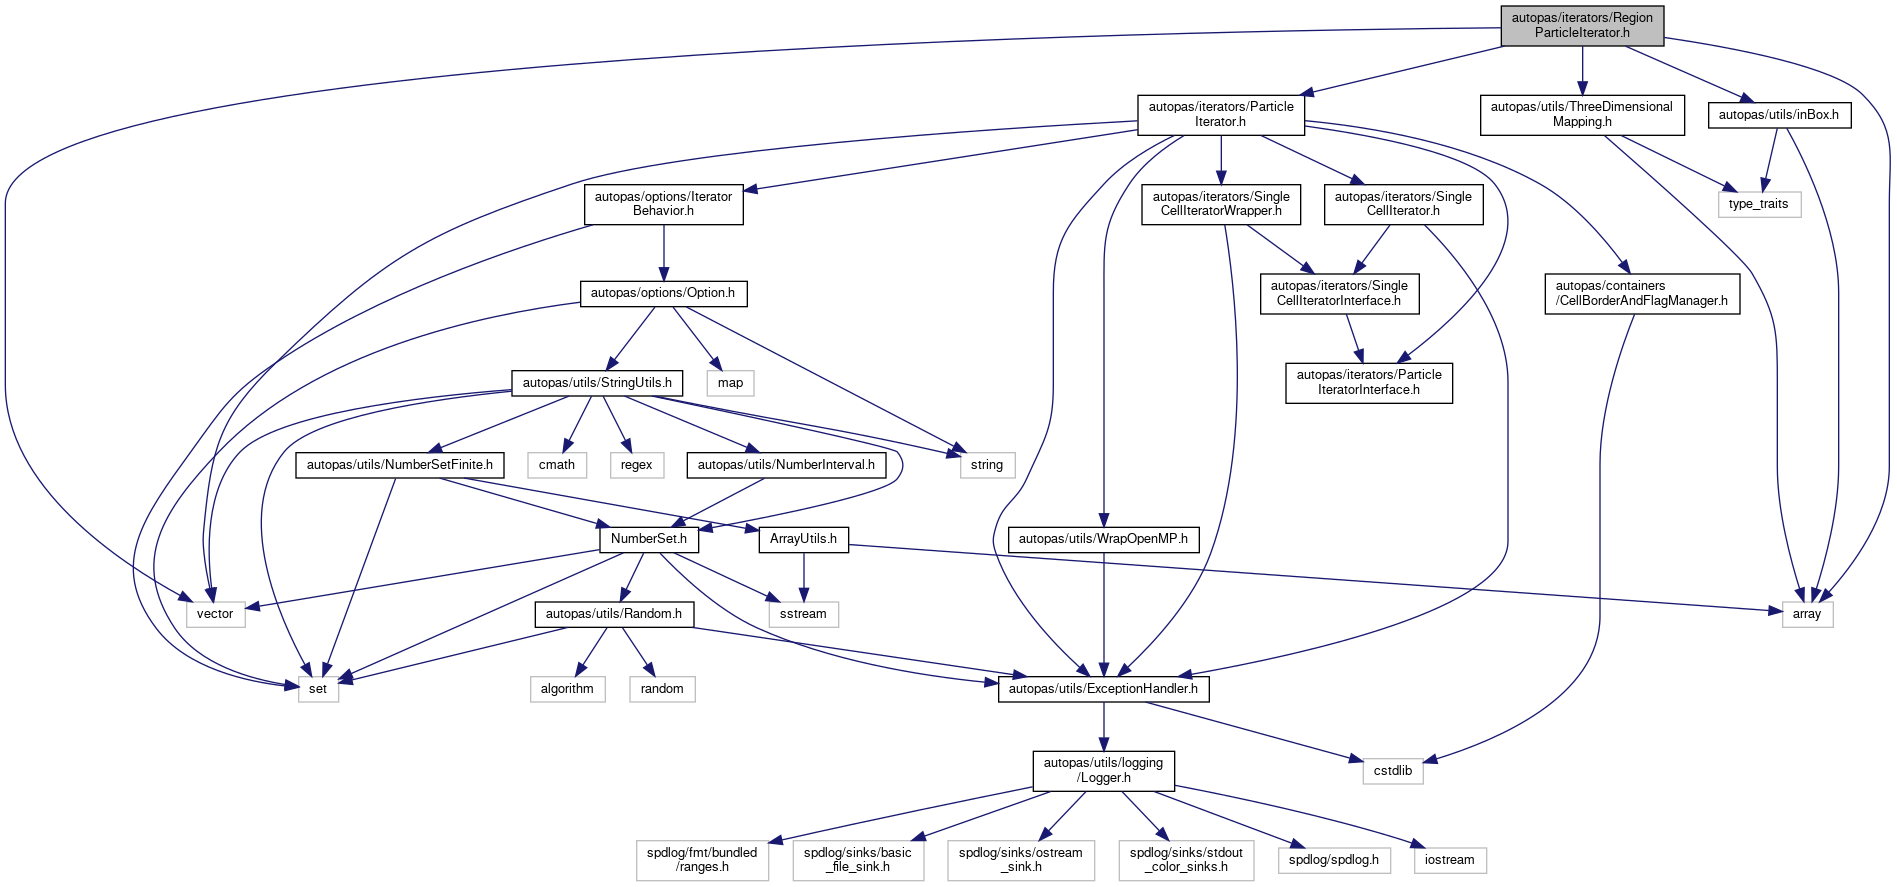 autopas/iterators/Region
ParticleIterator.h
autopas/iterators/Particle
Iterator.h
autopas/utils/ThreeDimensional
Mapping.h
autopas/utils/inBox.h
autopas/options/Iterator
Behavior.h
autopas/iterators/Single
CellIteratorWrapper.h
autopas/iterators/Single
CellIterator.h
type_traits
autopas/options/Option.h
autopas/iterators/Single
CellIteratorInterface.h
autopas/containers
/CellBorderAndFlagManager.h
autopas/utils/StringUtils.h
map
autopas/iterators/Particle
IteratorInterface.h
autopas/utils/NumberSetFinite.h
cmath
regex
autopas/utils/NumberInterval.h
string
NumberSet.h
ArrayUtils.h
autopas/utils/WrapOpenMP.h
vector
autopas/utils/Random.h
sstream
array
set
algorithm
random
autopas/utils/ExceptionHandler.h
autopas/utils/logging
/Logger.h
cstdlib
spdlog/fmt/bundled
/ranges.h
spdlog/sinks/basic
_file_sink.h
spdlog/sinks/ostream
_sink.h
spdlog/sinks/stdout
_color_sinks.h
spdlog/spdlog.h
iostream